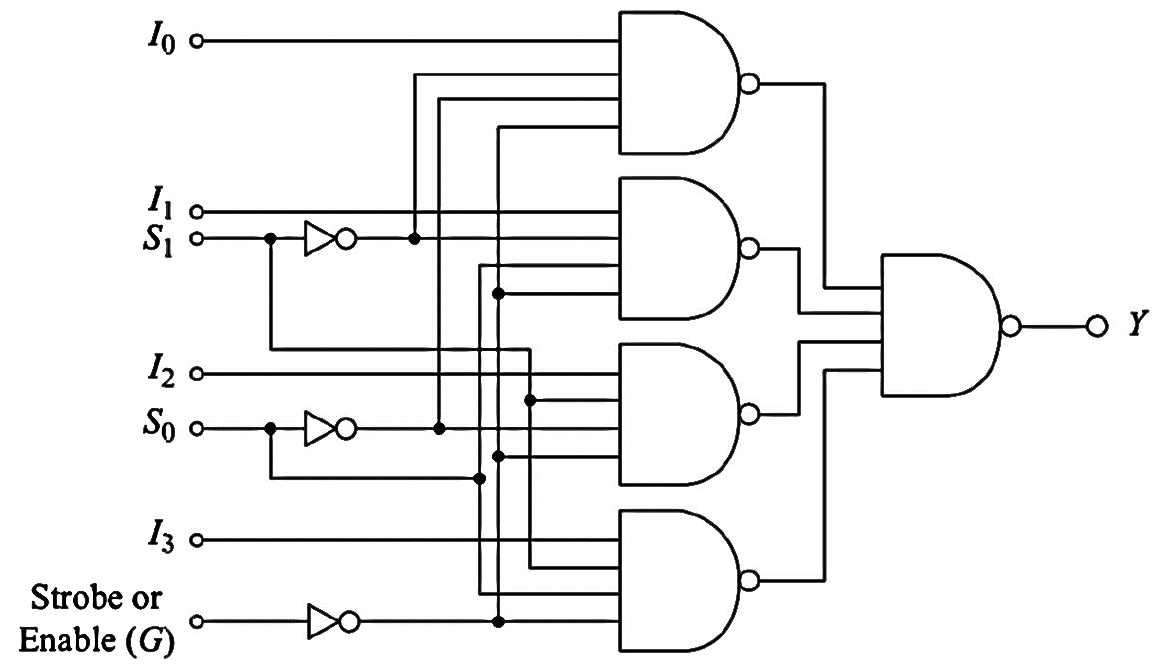 I₀
I₁
S₁
I₂
S₀
I₃
Strobe or
Enable (G)
Y